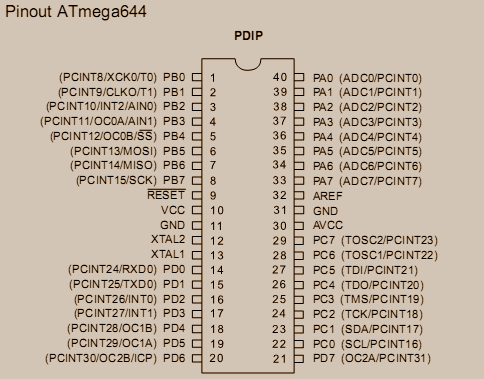 Pinout ATmega644
PDIP
(PCINT8/XCK0/T0) PB0 1 40 PA0 (ADC0/PCINT0)
(PCINT9/CLKO/T1) PB1 2 39 PA1 (ADC1/PCINT1)
(PCINT10/INT2/AIN0) PB2 3 38 PA2 (ADC2/PCINT2)
(PCINT11/OC0A/AIN1) PB3 4 37 PA3 (ADC3/PCINT3)
(PCINT12/OC0B/SS) PB4 5 36 PA4 (ADC4/PCINT4)
(PCINT13/MOSI) PB5 6 35 PA5 (ADC5/PCINT5)
(PCINT14/MISO) PB6 7 34 PA6 (ADC6/PCINT6)
(PCINT15/SCK) PB7 8 33 PA7 (ADC7/PCINT7)
RESET 9 32 AREF
VCC 10 31 GND
GND 11 30 AVCC
XTAL2 12 29 PC7 (TOSC2/PCINT23)
XTAL1 13 28 PC6 (TOSC1/PCINT22)
(PCINT24/RXD0) PD0 14 27 PC5 (TDI/PCINT21)
(PCINT25/TXD0) PD1 15 26 PC4 (TDO/PCINT20)
(PCINT26/INT0) PD2 16 25 PC3 (TMS/PCINT19)
(PCINT27/INT1) PD3 17 24 PC2 (TCK/PCINT18)
(PCINT28/OC1B) PD4 18 23 PC1 (SDA/PCINT17)
(PCINT29/OC1A) PD5 19 22 PC0 (SCL/PCINT16)
(PCINT30/OC2B/ICP) PD6 20 21 PD7 (OC2A/PCINT31)